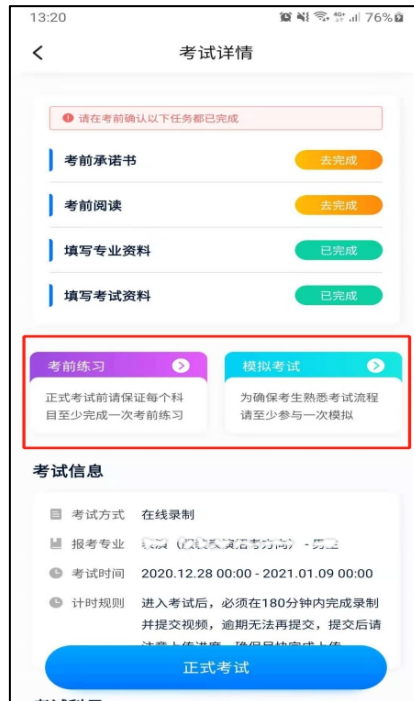 13:20
76%
考试详情
请在考前确认以下任务都已完成
考前承诺书 去完成
考前阅读 去完成
填写专业资料 已完成
填写考试资料 已完成
考前练习
正式考试前请保证每个科
目至少完成一次考前练习
模拟考试
为确保考生熟悉考试流程
请至少参与一次模拟
考试信息
考试方式 在线录制
报考专业
考试时间 2020.12.28 00:00 - 2021.01.09 00:00
计时规则 进入考试后，必须在180分钟内完成录制
并提交视频，逾期无法再提交，提交后请
正式考试